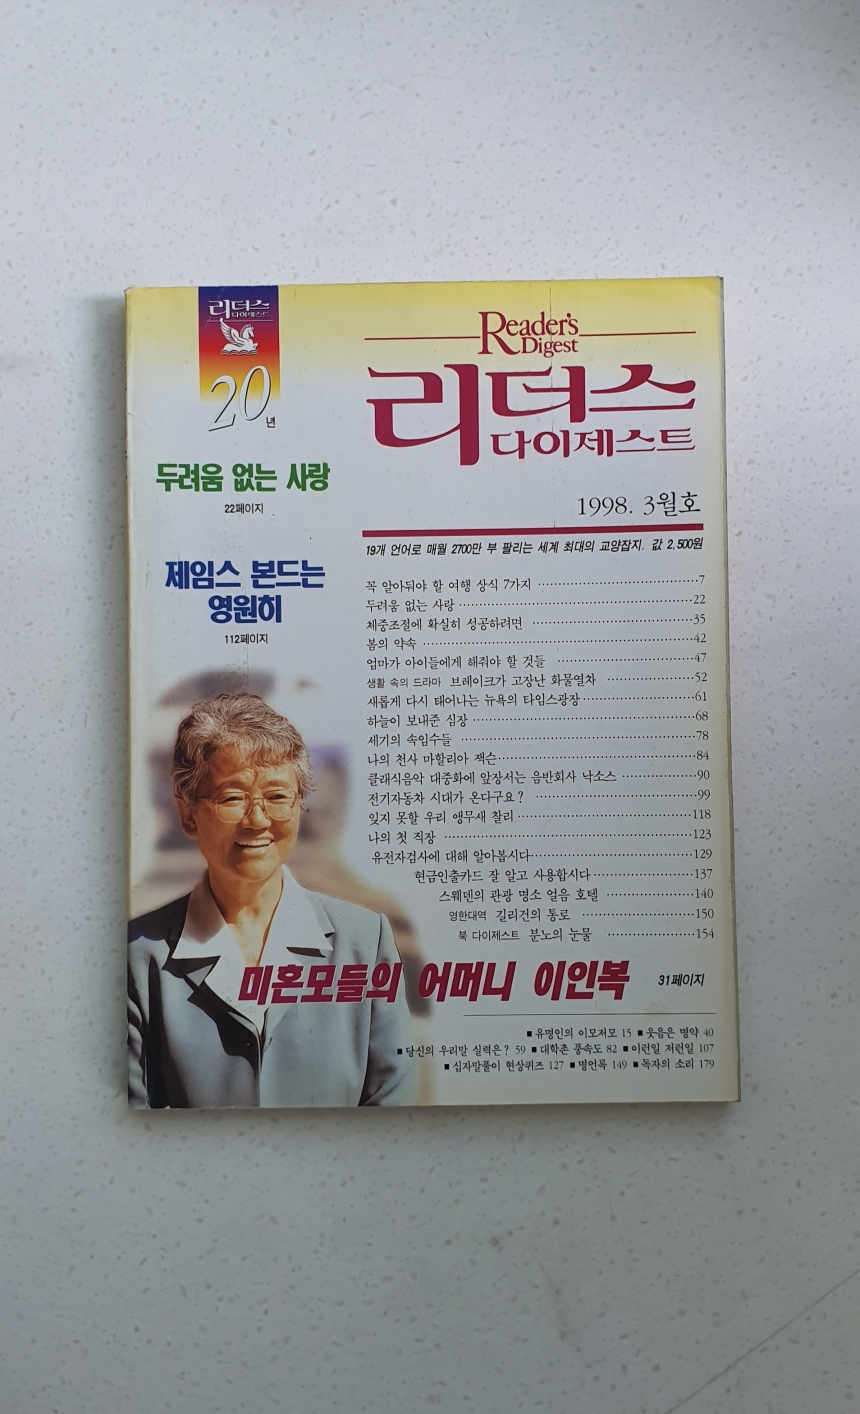 리더스
다이제스트
20년
두려움 없는 사랑
22페이지
제임스 본드는
영원히
112페이지
Reader's
Digest
리더스
다이제스트
1998. 3월호
19개 언어로 매월 2700만 부 팔리는 세계 최대의 교양잡지. 값 2,500원
꼭 알아둬야 할 여행 상식 7가지 7
두려움 없는 사랑 22
체중조절에 확실히 성공하려면 35
봄의 약속 42
엄마가 아이들에게 해줘야 할 것들 47
생활 속의 드라마 브레이크가 고장난 화물열차 52
새롭게 다시 태어나는 뉴욕의 타임스광장 61
하늘이 보내준 심장 68
세기의 속임수들 78
나의 천사 마할리아 잭슨 84
클래식음악 대중화에 앞장서는 음반회사 낙소스 90
전기자동차 시대가 온다구요? 99
잊지 못할 우리 앵무새 찰리 118
나의 첫 직장 123
유전자검사에 대해 알아봅시다 129
현금인출카드 잘 알고 사용합시다 137
스웨덴의 관광 명소 얼음 호텔 140
영한대역 길리건의 통로 150
북 다이제스트 분노의 눈물 154
미혼모들의 어머니 이인복 31페이지
■ 유명인의 이모저모 15 ■ 웃음은 명약 40
■ 당신의 우리말 실력은? 59 ■ 대학촌 풍속도 82 ■ 이런일 저런일 107
■ 십자말풀이 현상퀴즈 127 ■ 명언록 149 ■ 독자의 소리 179